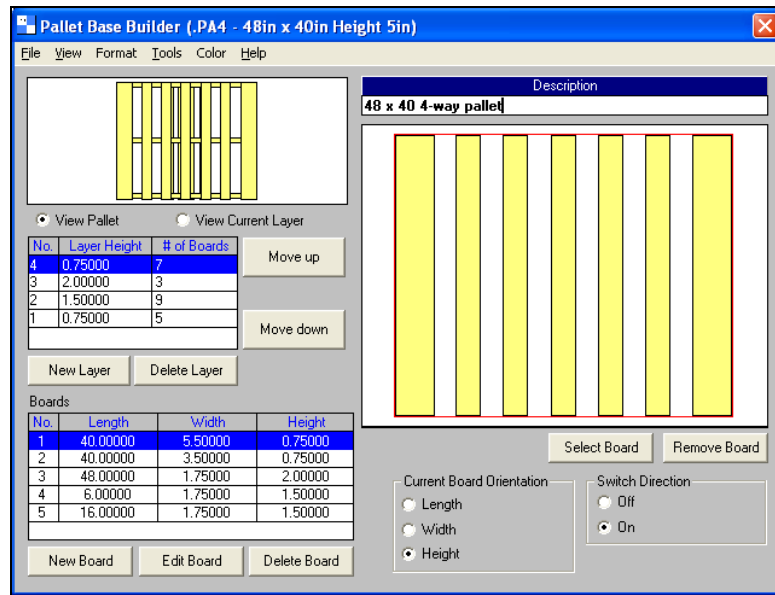 Pallet Base Builder (.PA4 - 48in x 40in Height 5in)
File View Format Tools Color Help
View Pallet View Current Layer
No. Layer Height # of Boards
4 0.75000 7
3 2.00000 3
2 1.50000 9
1 0.75000 5
Move up
Move down
New Layer Delete Layer
Boards
No. Length Width Height
1 40.00000 5.50000 0.75000
2 40.00000 3.50000 0.75000
3 48.00000 1.75000 2.00000
4 6.00000 1.75000 1.50000
5 16.00000 1.75000 1.50000
New Board Edit Board Delete Board
Description
48 x 40 4-way pallet
Select Board Remove Board
Current Board Orientation
Length
Width
Height
Switch Direction
Off
On